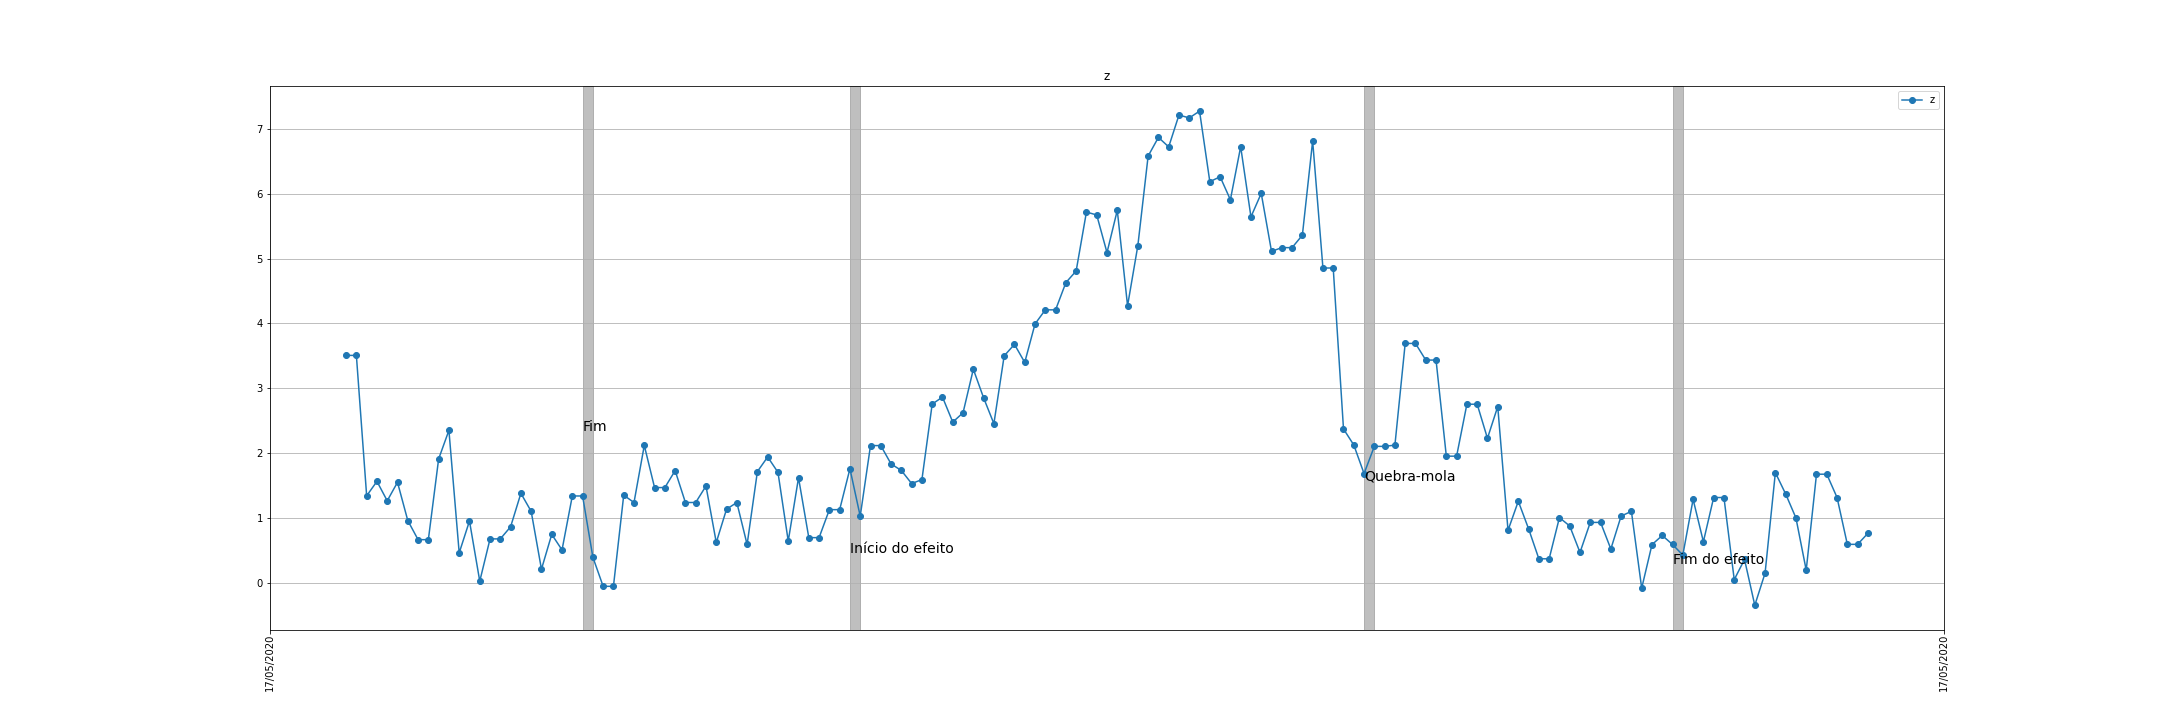 z
z
7
6
5
4
3
2
1
0
Fim
Quebra-mola
Início do efeito
Fim do efeito
17/05/2020
17/05/2020